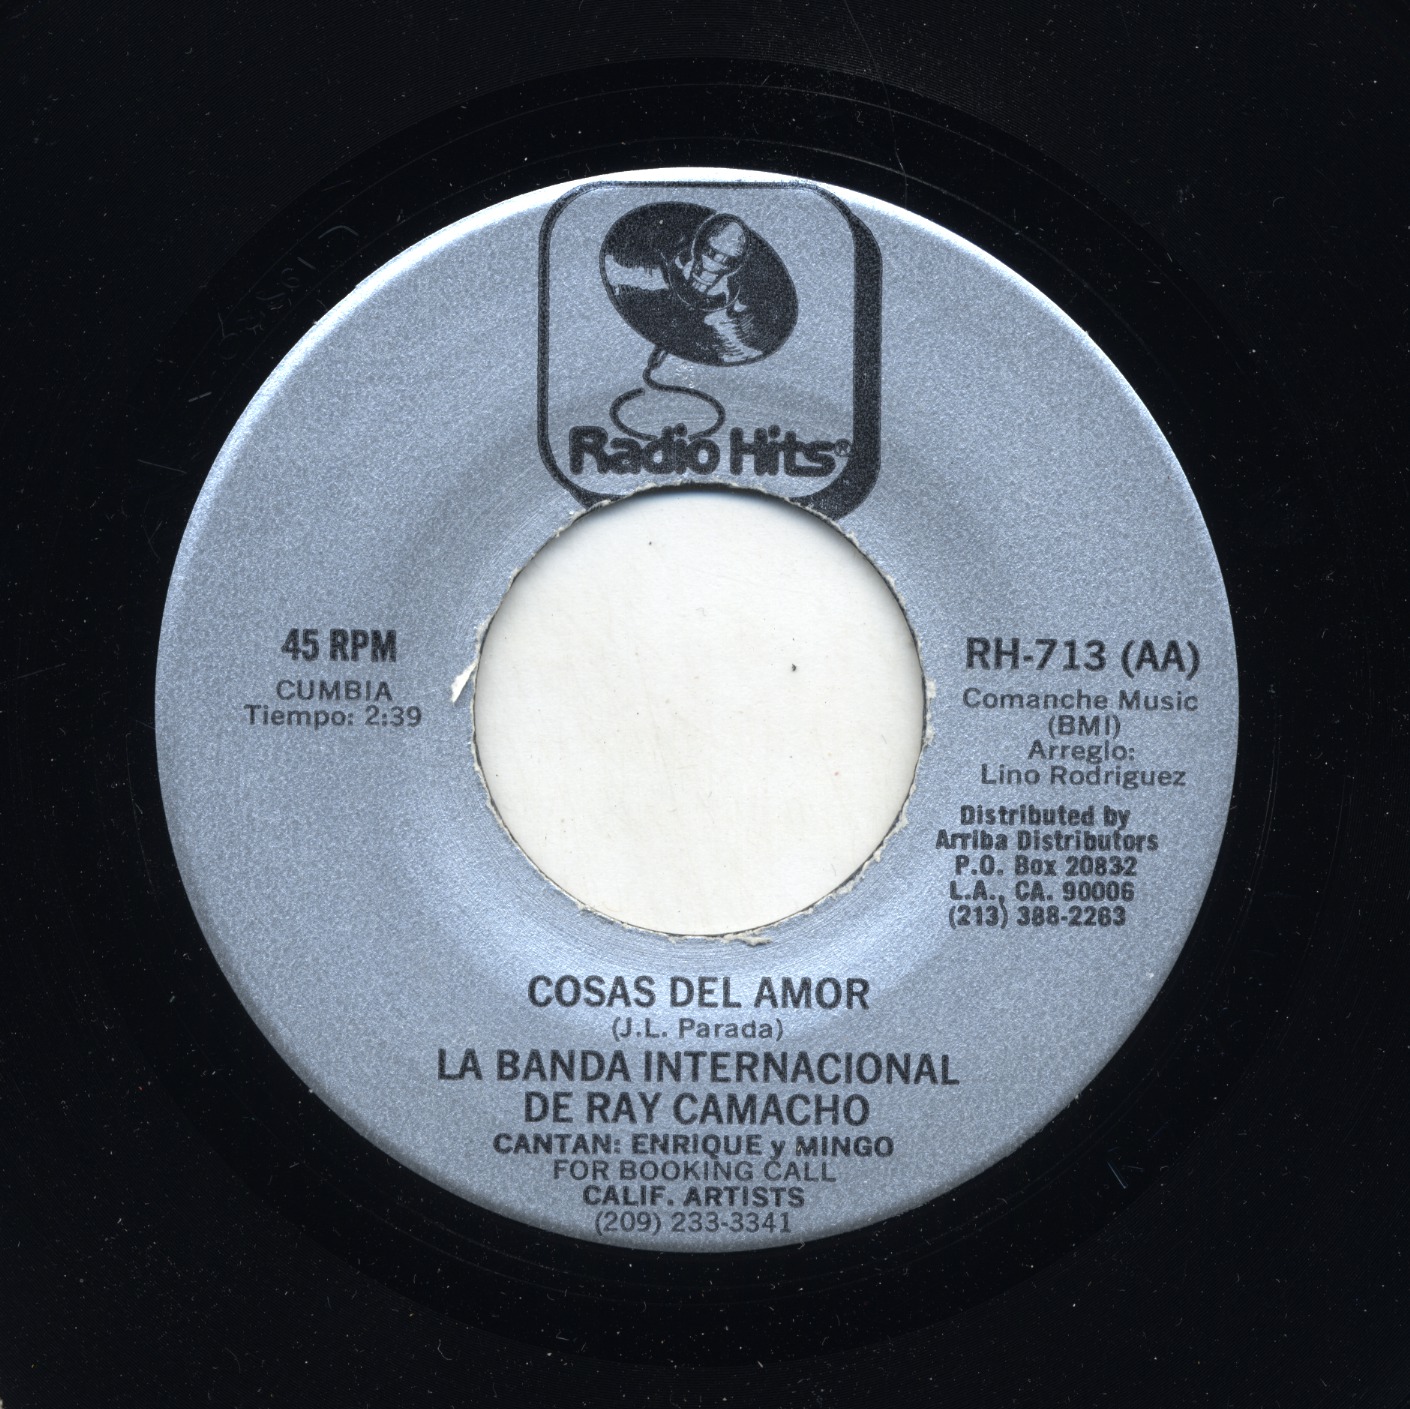 Radio Hits®
45 RPM
CUMBIA
Tiempo: 2:39
RH-713 (AA)
Comanche Music
(BMI)
Arreglo:
Lino Rodriguez
Distributed by
Arriba Distributors
P.O. Box 20832
L.A., CA. 90006
(213) 388-2263
COSAS DEL AMOR
(J.L. Parada)
LA BANDA INTERNACIONAL
DE RAY CAMACHO
CANTAN: ENRIQUE y MINGO
FOR BOOKING CALL
CALIF. ARTISTS
(209) 233-3341